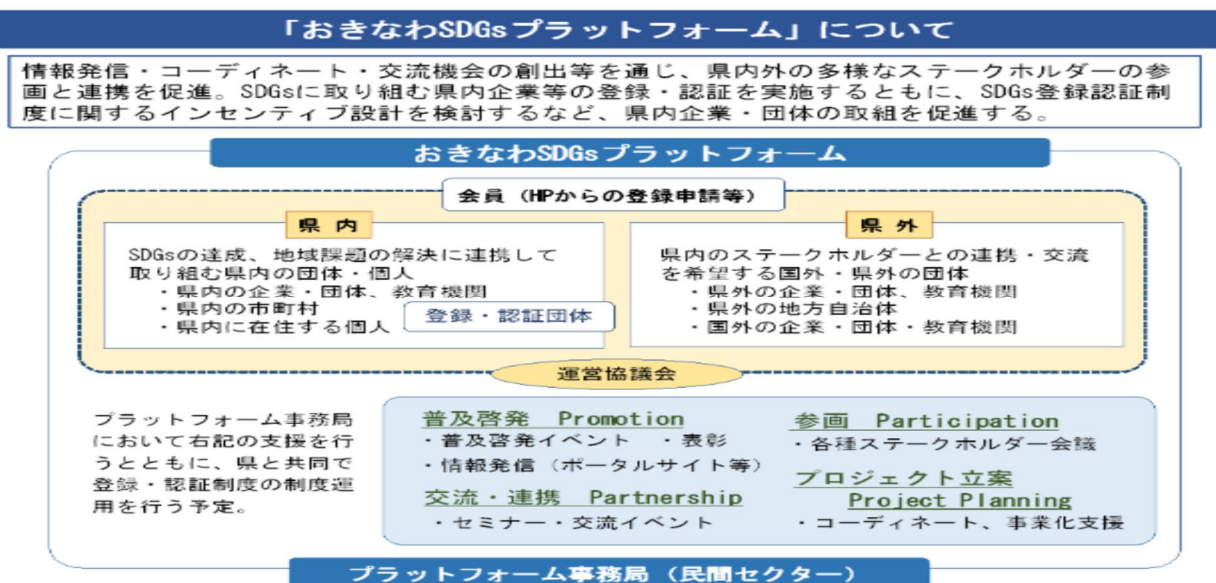 「おきなわSDGsプラットフォーム」について
情報発信・コーディネート・交流機会の創出等を通じ、県内外の多様なステークホルダーの参
画と連携を促進。SDGsに取り組む県内企業等の登録・認証を実施するともに、SDGs登録認証制
度に関するインセンティブ設計を検討するなど、県内企業・団体の取組を促進する。
おきなわSDGsプラットフォーム
会員（HPからの登録申請等）
県内
SDGsの達成、地域課題の解決に連携して
取り組む県内の団体・個人
・県内の企業・団体、教育機関
・県内の市町村
・県内に在住する個人
登録・認証団体
県外
県内のステークホルダーとの連携・交流
を希望する国外・県外の団体
・県外の企業・団体、教育機関
・県外の地方自治体
・国外の企業・団体・教育機関
運営協議会
プラットフォーム事務局
において右記の支援を行
うとともに、県と共同で
登録・認証制度の制度運
用を行う予定。
普及啓発 Promotion
・普及啓発イベント ・表彰
・情報発信（ポータルサイト等）
交流・連携 Partnership
・セミナー・交流イベント
参画 Participation
・各種ステークホルダー会議
プロジェクト立案
Project Planning
・コーディネート、事業化支援
プラットフォーム事務局（民間セクター）